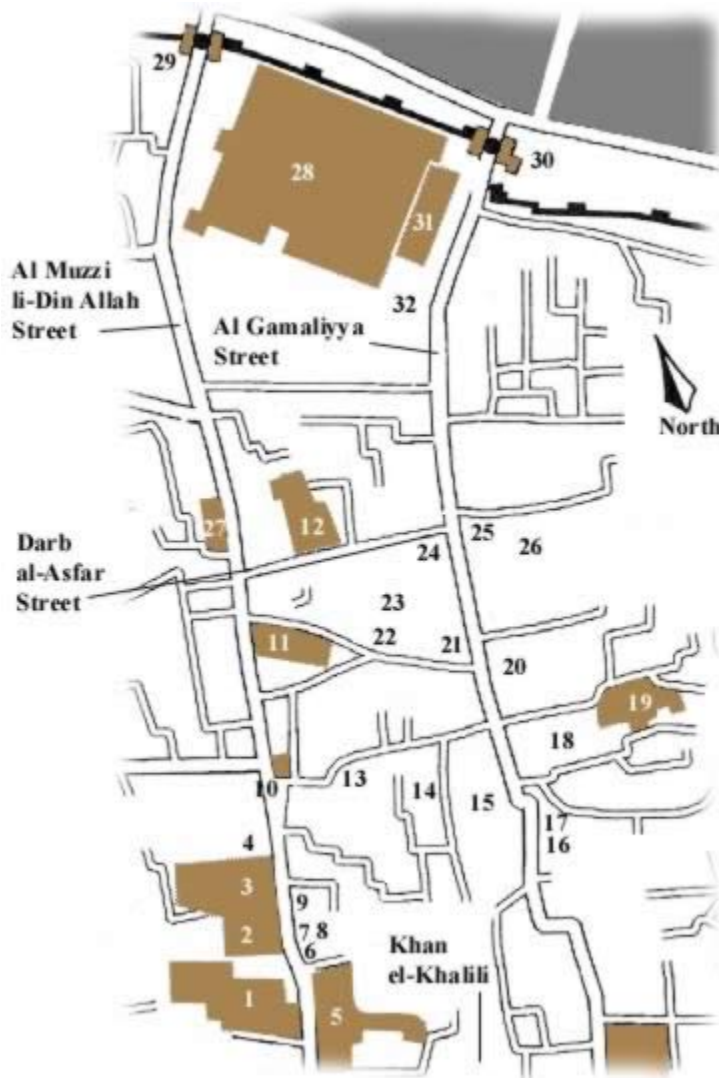 29
30
28
31
Al Muzzi
li-Din Allah
Street
32
Al Gamaliyya
Street
North
27
12
25
24
26
Darb
al-Asfar
Street
23
22
21
11
20
19
18
13
10
14
15
17
16
4
3
9
7 8
6
2
Khan
el-Khalili
1
5